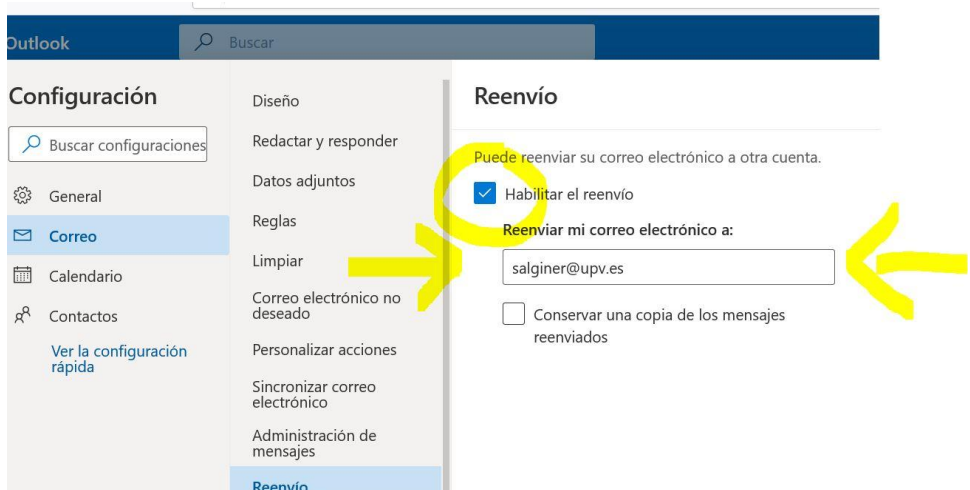 Outlook
Buscar
Configuración
Buscar configuraciones
General
Correo
Calendario
Contactos
Ver la configuración
rápida
Diseño
Redactar y responder
Datos adjuntos
Reglas
Limpiar
Correo electrónico no
deseado
Personalizar acciones
Sincronizar correo
electrónico
Administración de
mensajes
Reenvío
Reenvío
Puede reenviar su correo electrónico a otra cuenta.
Habilitar el reenvío
Reenviar mi correo electrónico a:
salginer@upv.es
Conservar una copia de los mensajes
reenviados